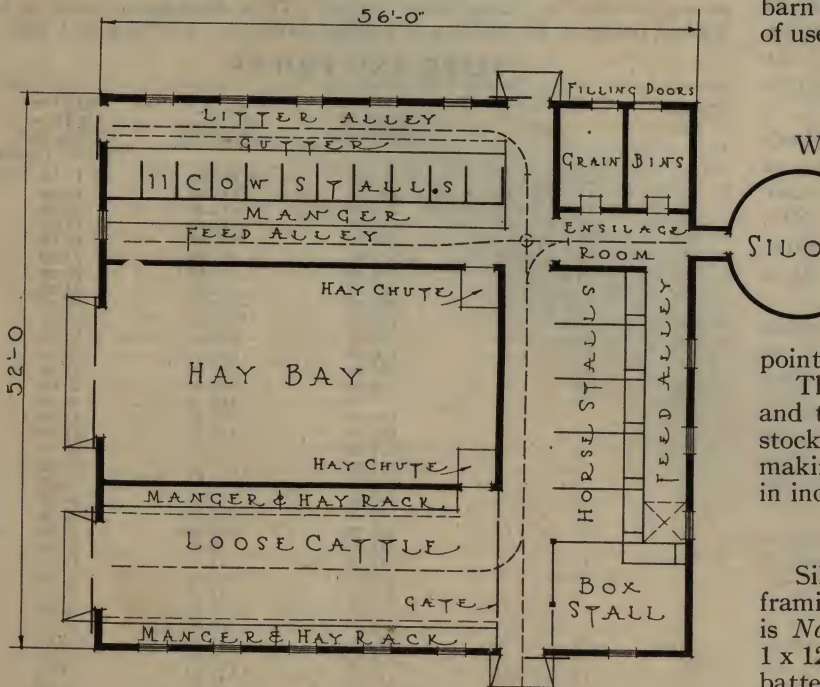 56'-0"
barn
of use
FILLING DOORS
LITTER ALLEY
GUTTER
GRAIN BINS
11 COW STALLS
MANGER
FEED ALLEY
ENSILAGE
ROOM
SILO
HAY CHUTE
HAY BAY
52'-0
HORSE STALLS
FEED ALLEY
HAY CHUTE
MANGER & HAY RACK
LOOSE CATTLE
GATE
BOX
STALL
MANGER & HAY RACK
W
point
Th
and t
stock
makin
in inc
Si
frami
is No
1 x 12
batte